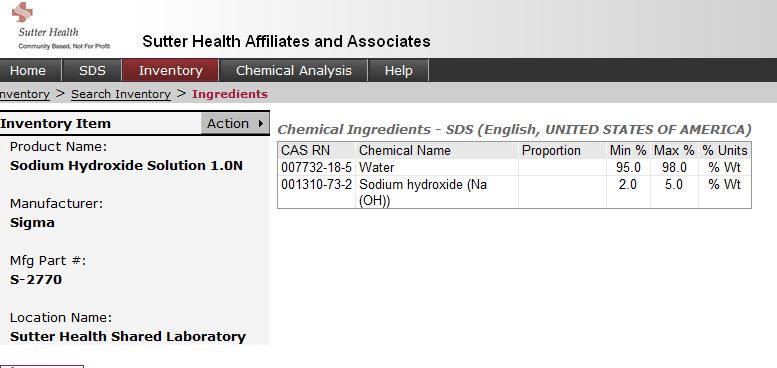 Sutter Health
Community Based, Not For Profit
Sutter Health Affiliates and Associates
Home SDS Inventory Chemical Analysis Help
nventory > Search Inventory > Ingredients
Inventory Item Action
Product Name:
Sodium Hydroxide Solution 1.0N
Manufacturer:
Sigma
Mfg Part #:
S-2770
Location Name:
Sutter Health Shared Laboratory
Chemical Ingredients - SDS (English, UNITED STATES OF AMERICA)
CAS RN Chemical Name Proportion Min % Max % % Units
007732-18-5 Water 95.0 98.0 % Wt
001310-73-2 Sodium hydroxide (Na 2.0 5.0 % Wt
(OH))